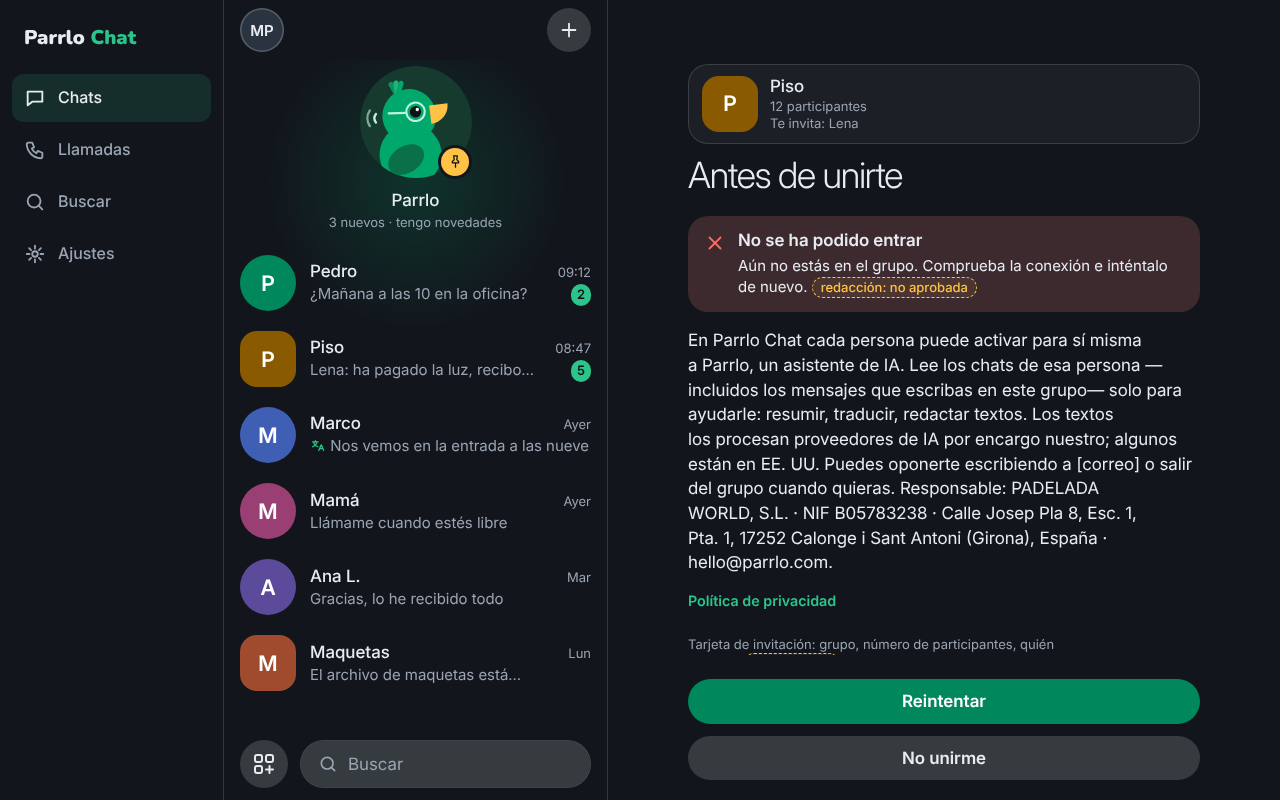 Parrlo Chat
Chats
Llamadas
Buscar
Ajustes
MP
Parrlo
3 nuevos · tengo novedades
P
Pedro
09:12
¿Mañana a las 10 en la oficina?
2
P
Piso
08:47
Lena: ha pagado la luz, recibo...
5
M
Marco
Ayer
Nos vemos en la entrada a las nueve
M
Mamá
Ayer
Llámame cuando estés libre
A
Ana L.
Mar
Gracias, lo he recibido todo
M
Maquetas
Lun
El archivo de maquetas está...
Buscar
P
Piso
12 participantes
Te invita: Lena
Antes de unirte
No se ha podido entrar
Aún no estás en el grupo. Comprueba la conexión e inténtalo
de nuevo. redacción: no aprobada
En Parrlo Chat cada persona puede activar para sí misma
a Parrlo, un asistente de IA. Lee los chats de esa persona —
incluidos los mensajes que escribas en este grupo— solo para
ayudarle: resumir, traducir, redactar textos. Los textos
los procesan proveedores de IA por encargo nuestro; algunos
están en EE. UU. Puedes oponerte escribiendo a [correo] o salir
del grupo cuando quieras. Responsable: PADELADA
WORLD, S.L. · NIF B05783238 · Calle Josep Pla 8, Esc. 1,
Pta. 1, 17252 Calonge i Sant Antoni (Girona), España ·
hello@parrlo.com.
Política de privacidad
Tarjeta de invitación: grupo, número de participantes, quién
Reintentar
No unirme